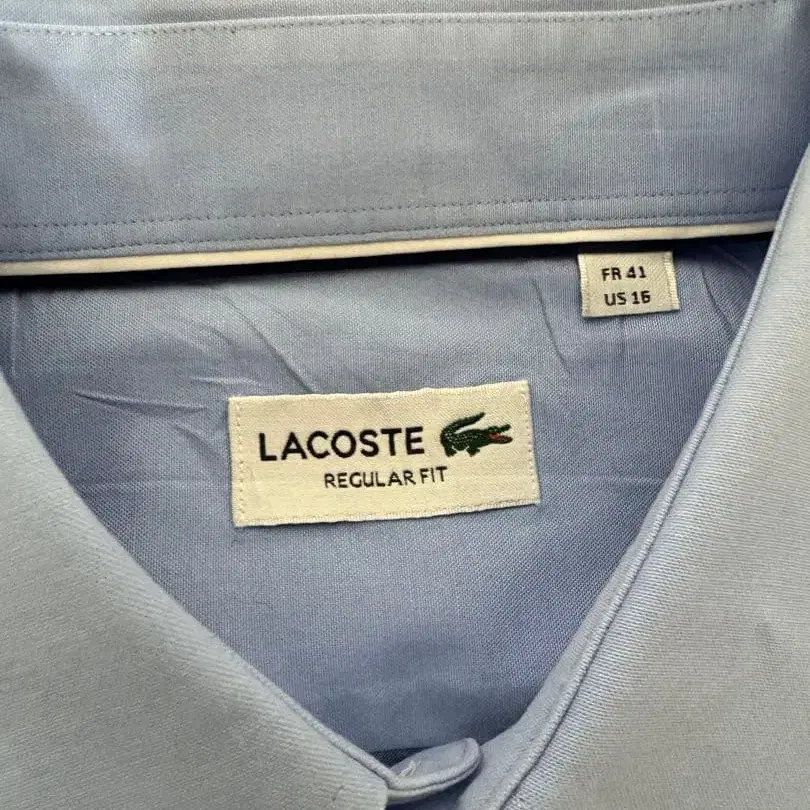 FR 41
US 16
LACOSTE
REGULAR FIT